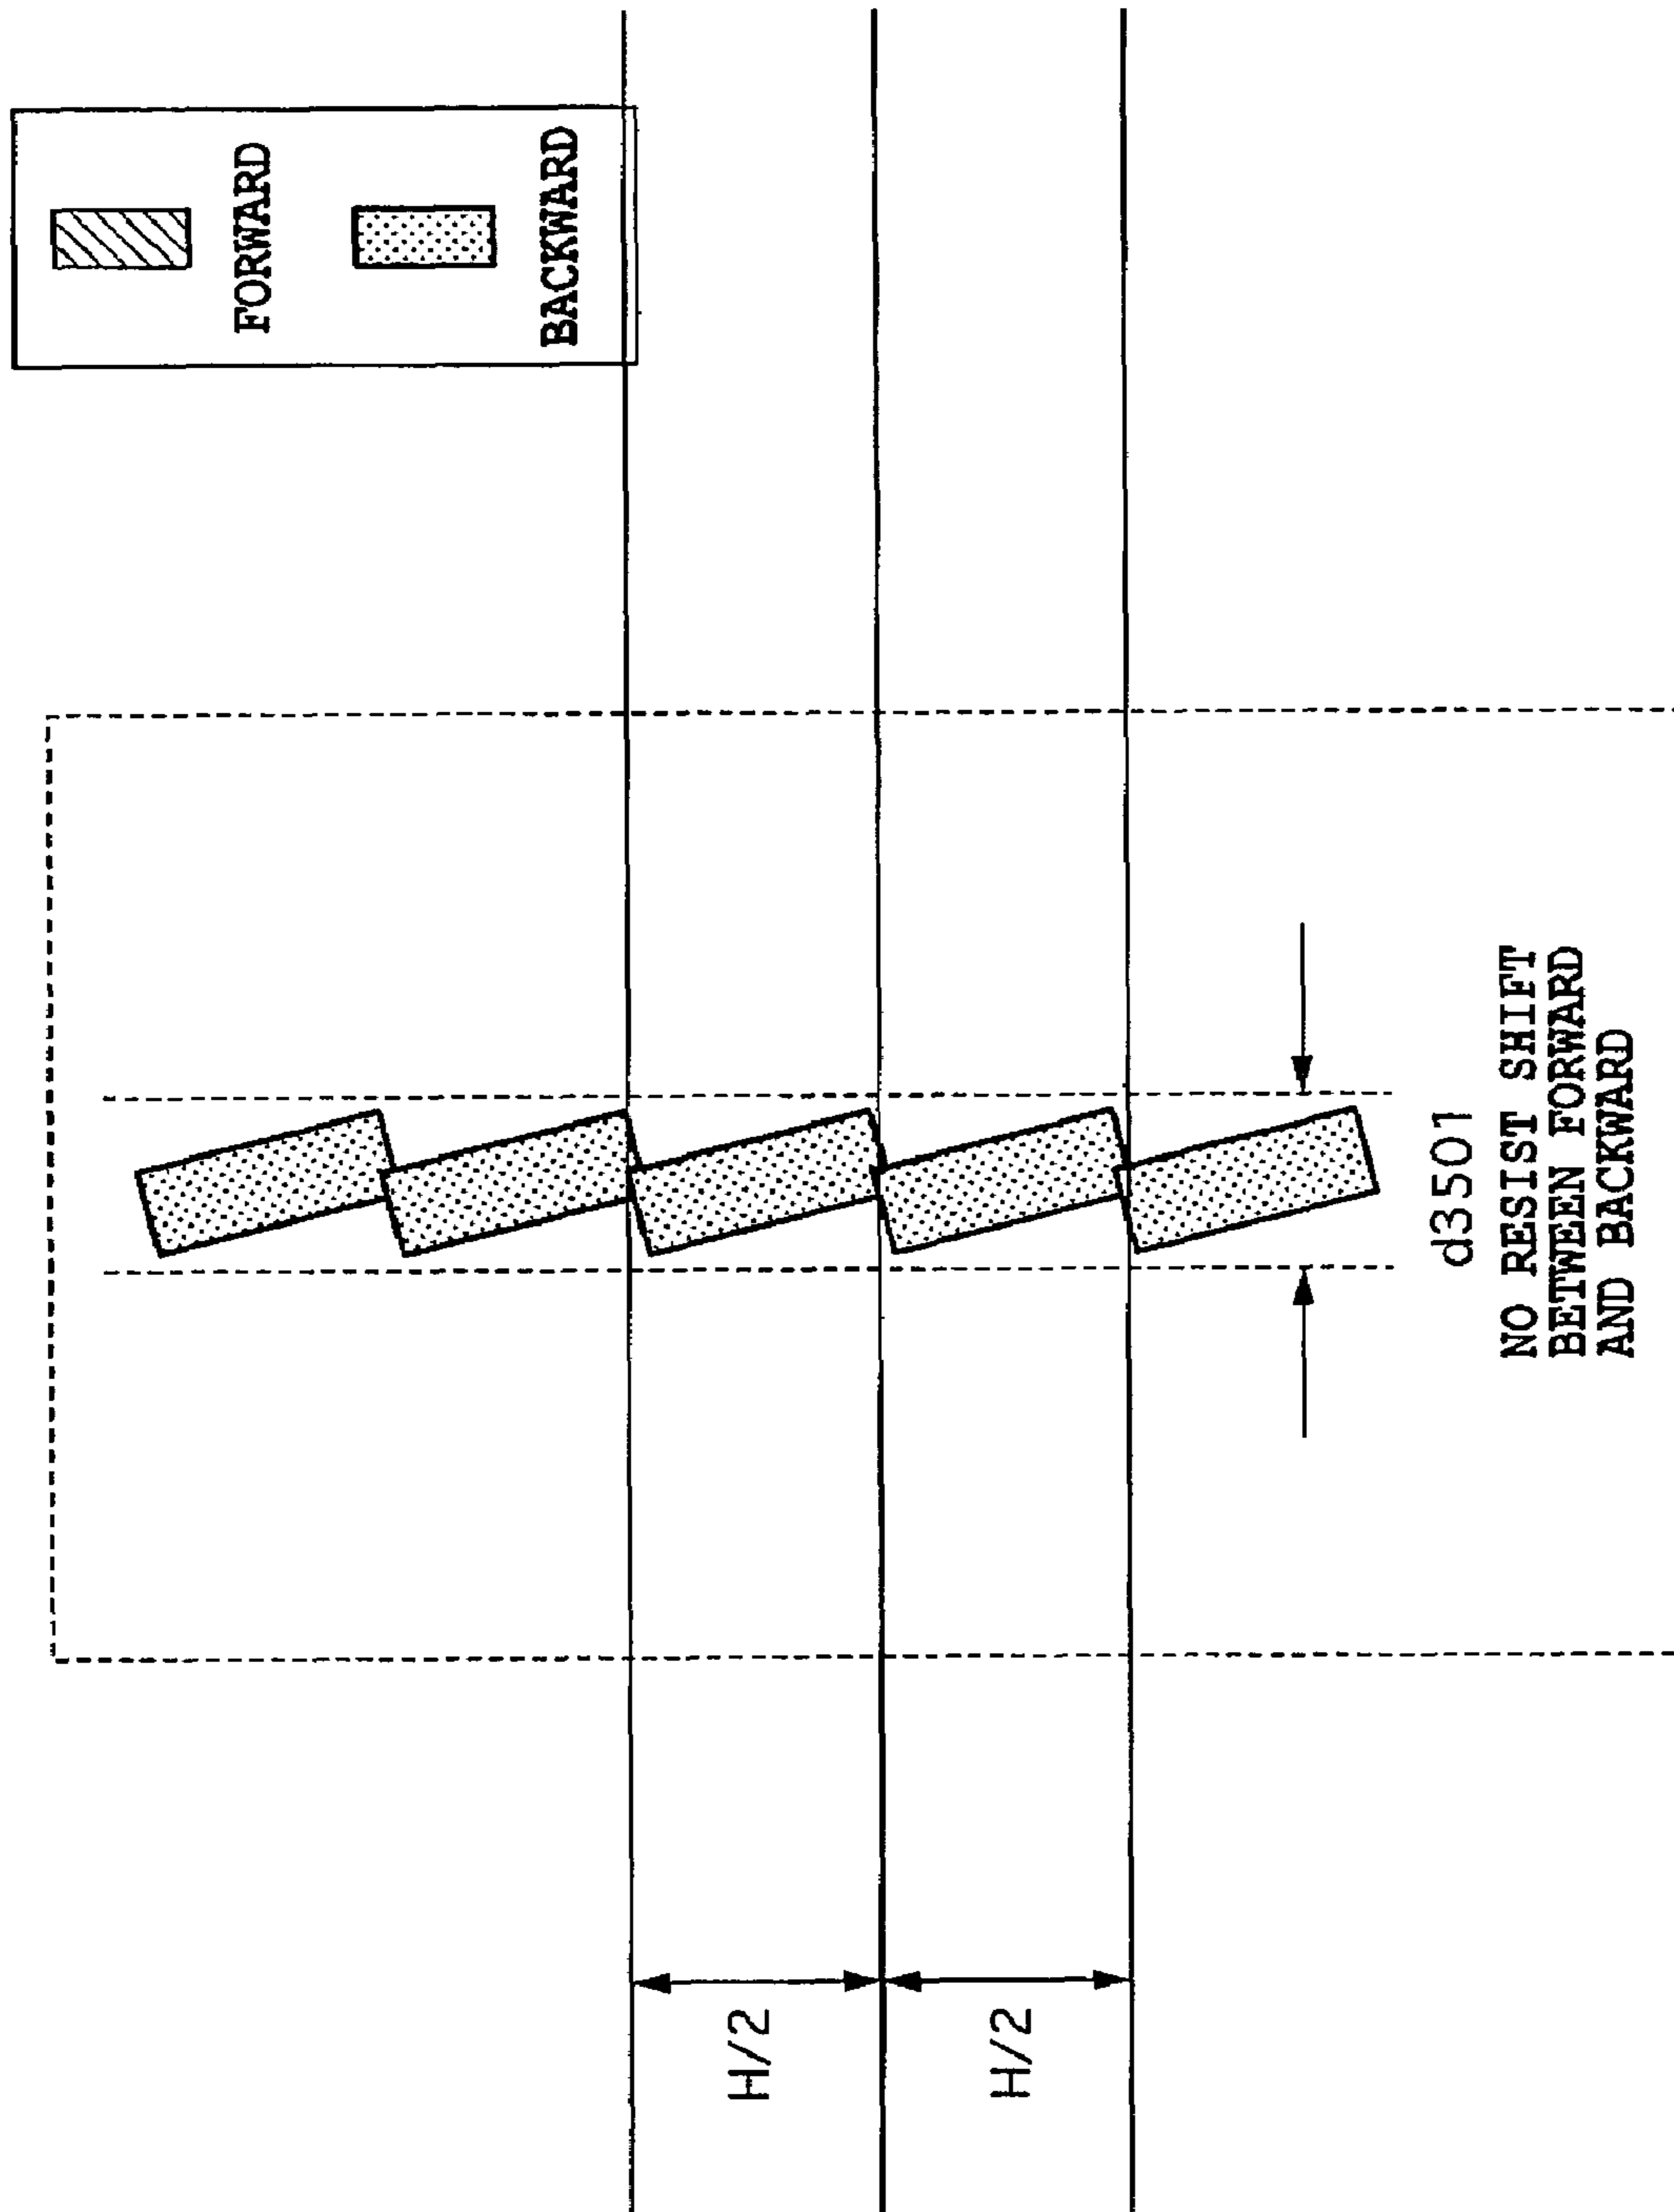 FORWARD
BACKWARD
H/2
H/2
d3501
NO RESIST SHIFT
BETWEEN FORWARD
AND BACKWARD